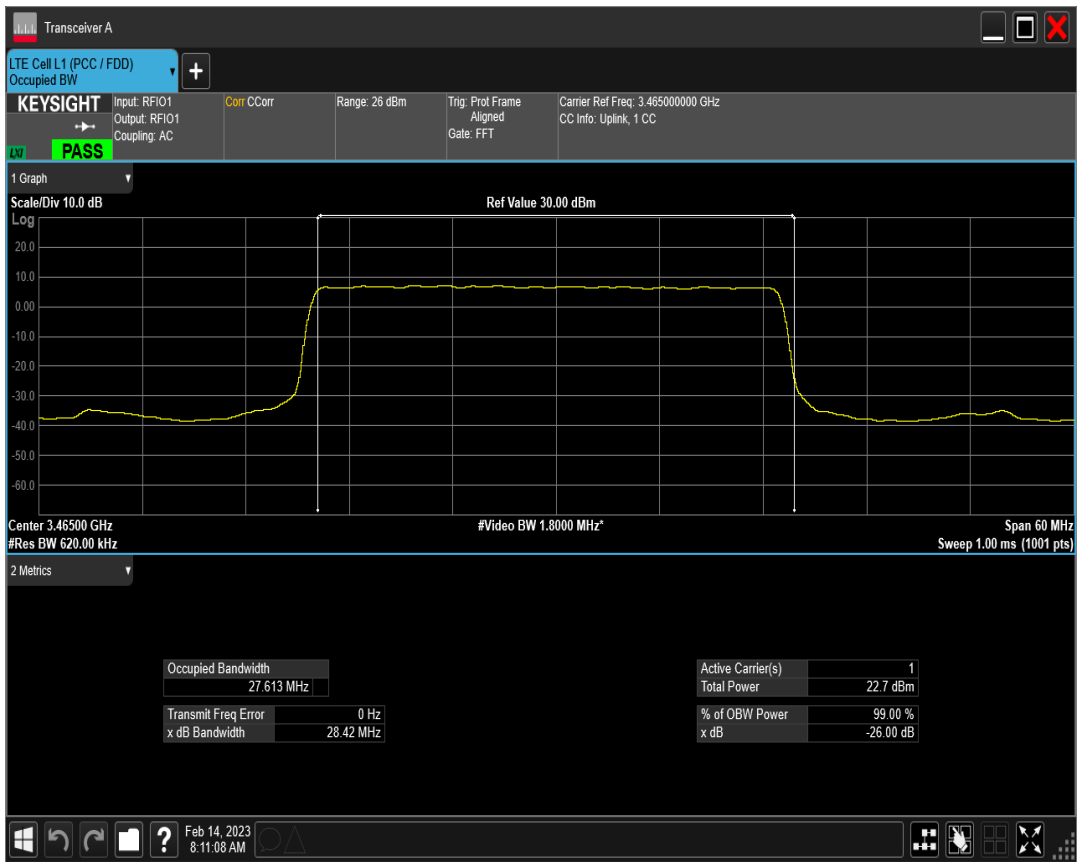 Transceiver A
LTE Cell L1 (PCC / FDD)
Occupied BW
KEYSIGHT
LXI
PASS
Input: RFIO1
Output: RFIO1
Coupling: AC
Corr CCorr
Range: 26 dBm
Trig: Prot Frame
Aligned
Gate: FFT
Carrier Ref Freq: 3.465000000 GHz
CC Info: Uplink, 1 CC
1 Graph
Scale/Div 10.0 dB
Ref Value 30.00 dBm
Log
20.0
10.0
0.00
-10.0
-20.0
-30.0
-40.0
-50.0
-60.0
Center 3.46500 GHz
#Video BW 1.8000 MHz*
Span 60 MHz
#Res BW 620.00 kHz
Sweep 1.00 ms (1001 pts)
2 Metrics
Occupied Bandwidth
27.613 MHz
Transmit Freq Error 0 Hz
x dB Bandwidth 28.42 MHz
Active Carrier(s) 1
Total Power 22.7 dBm
% of OBW Power 99.00 %
x dB -26.00 dB
?
Feb 14, 2023
8:11:08 AM